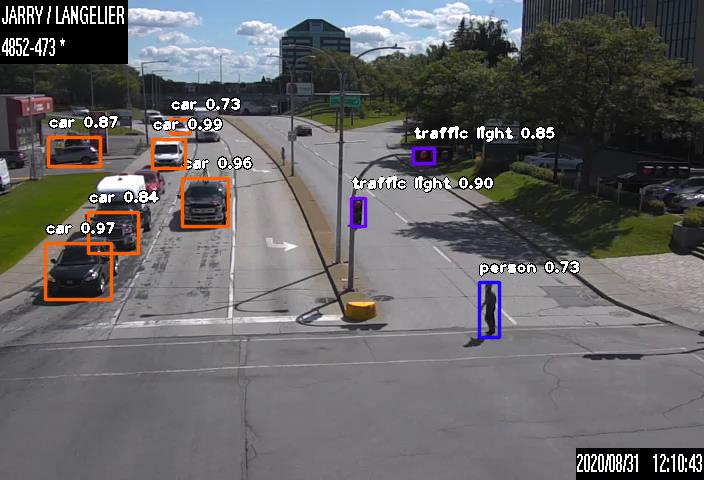 JARRY / LANGELIER
4852-473 *
car 0.73
car 0.87
car 0.99
traffic light 0.85
car 0.96
traffic light 0.90
car 0.84
car 0.97
person 0.73
2020/08/31 12:10:43